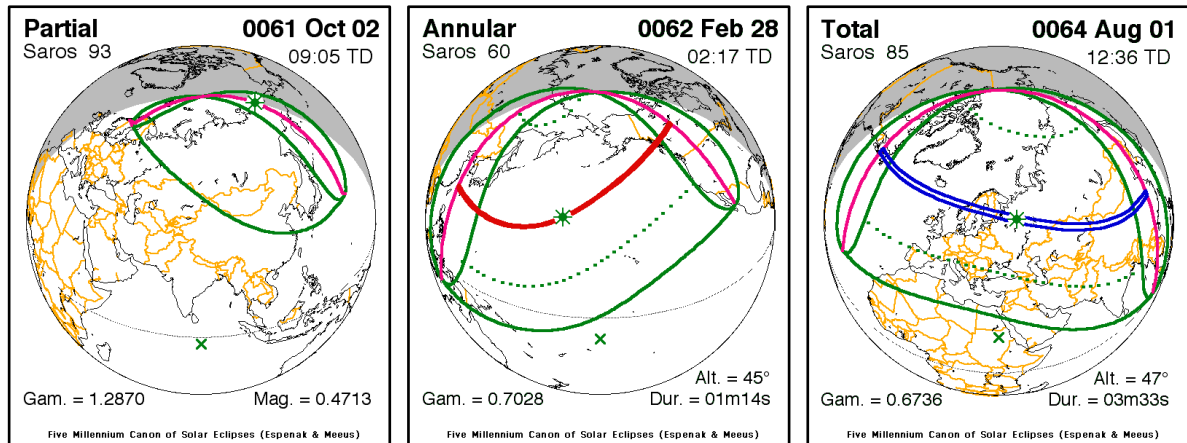 Partial 0061 Oct 02
Saros 93 09:05 TD
Gam. = 1.2870 Mag. = 0.4713
Five Millennium Canon of Solar Eclipses (Espenak & Meeus)
Annular 0062 Feb 28
Saros 60 02:17 TD
Alt. = 45°
Gam. = 0.7028 Dur. = 01m14s
Five Millennium Canon of Solar Eclipses (Espenak & Meeus)
Total 0064 Aug 01
Saros 85 12:36 TD
Alt. = 47°
Gam. = 0.6736 Dur. = 03m33s
Five Millennium Canon of Solar Eclipses (Espenak & Meeus)